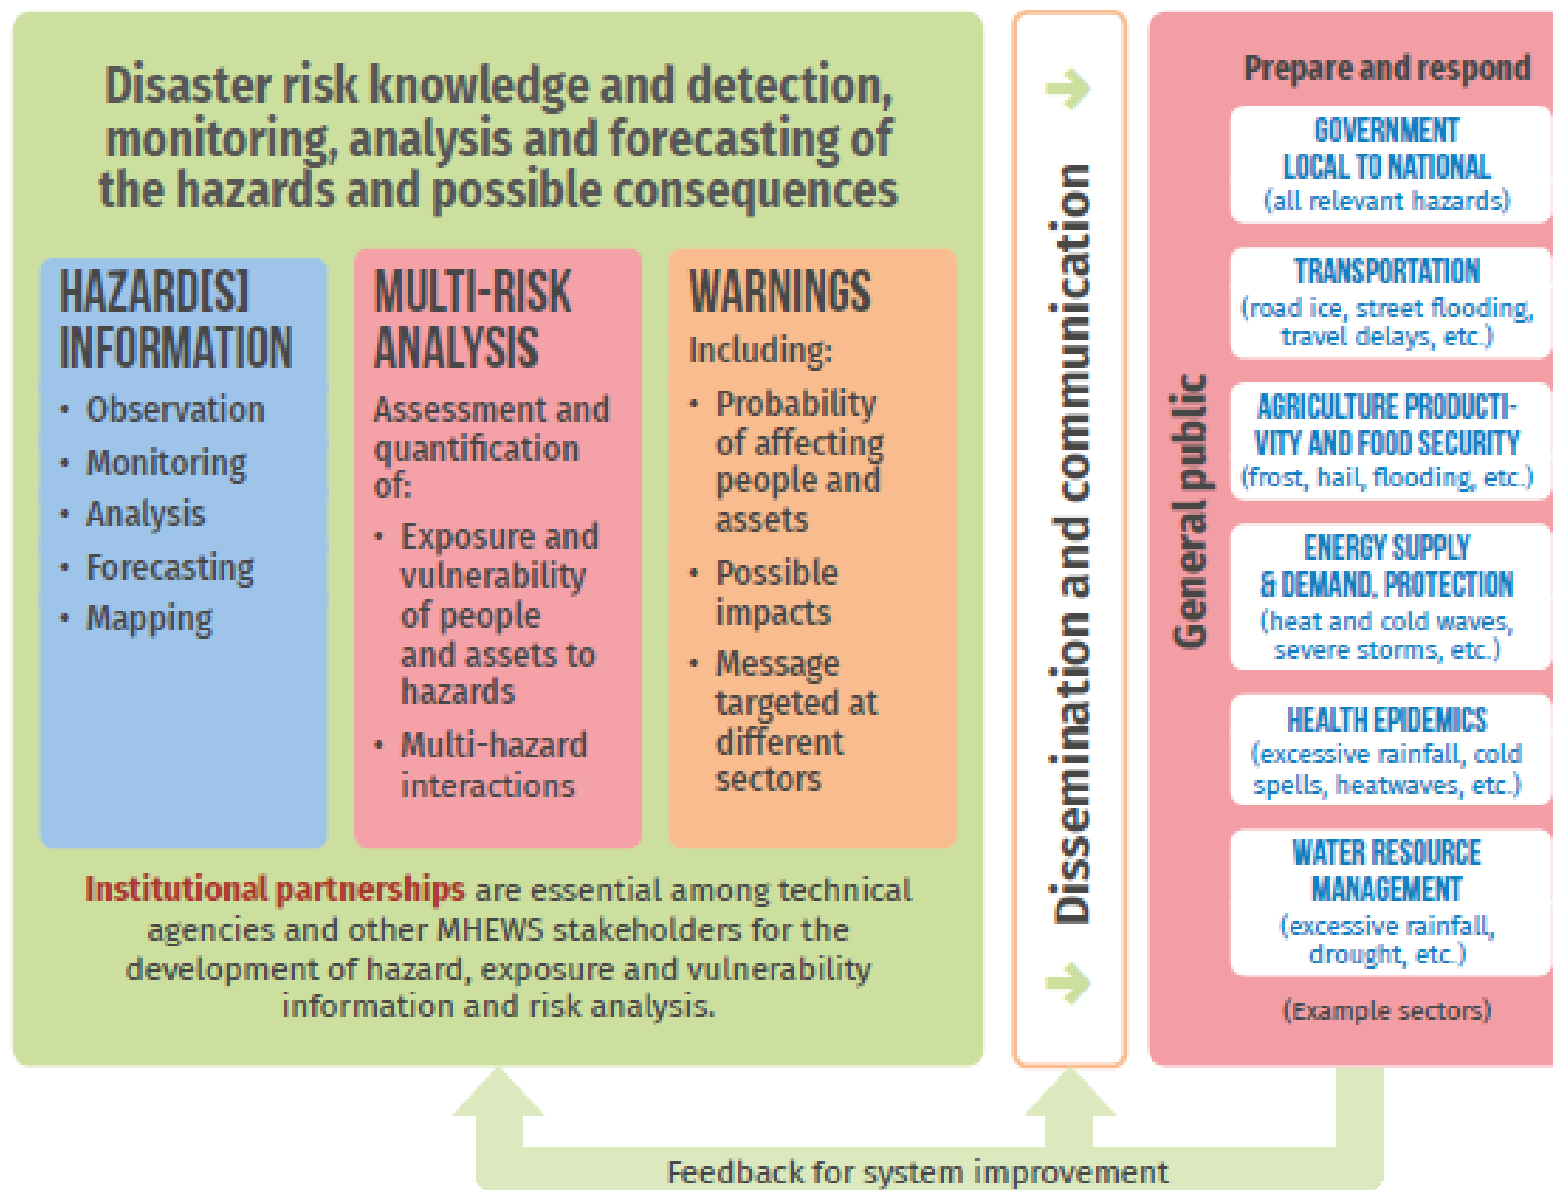 Disaster risk knowledge and detection,
monitoring, analysis and forecasting of
the hazards and possible consequences
HAZARD[S]
INFORMATION
• Observation
• Monitoring
• Analysis
• Forecasting
• Mapping
MULTI-RISK
ANALYSIS
Assessment and
quantification
of:
• Exposure and
vulnerability
of people
and assets to
hazards
• Multi-hazard
interactions
WARNINGS
Including:
• Probability
of affecting
people and
assets
• Possible
impacts
• Message
targeted at
different
sectors
Institutional partnerships are essential among technical
agencies and other MHEWS stakeholders for the
development of hazard, exposure and vulnerability
information and risk analysis.
Dissemination and communication
General public
Prepare and respond
GOVERNMENT
LOCAL TO NATIONAL
(all relevant hazards)
TRANSPORTATION
(road ice, street flooding,
travel delays, etc.)
AGRICULTURE PRODUCTI-
VITY AND FOOD SECURITY
(frost, hail, flooding, etc.)
ENERGY SUPPLY
& DEMAND, PROTECTION
(heat and cold waves,
severe storms, etc.)
HEALTH EPIDEMICS
(excessive rainfall, cold
spells, heatwaves, etc.)
WATER RESOURCE
MANAGEMENT
(excessive rainfall,
drought, etc.)
(Example sectors)
Feedback for system improvement